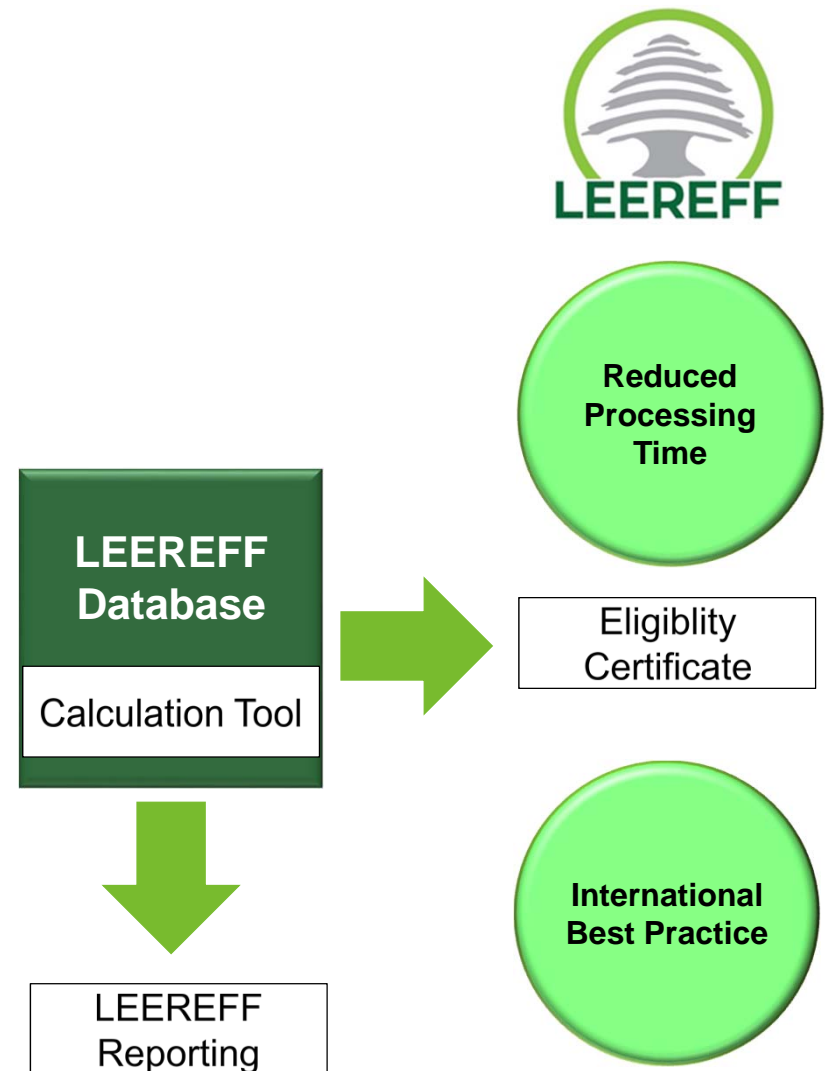 LEEREFF
Reduced
Processing
Time
LEEREFF
Database
Calculation Tool
Eligiblity
Certificate
International
Best Practice
LEEREFF
Reporting